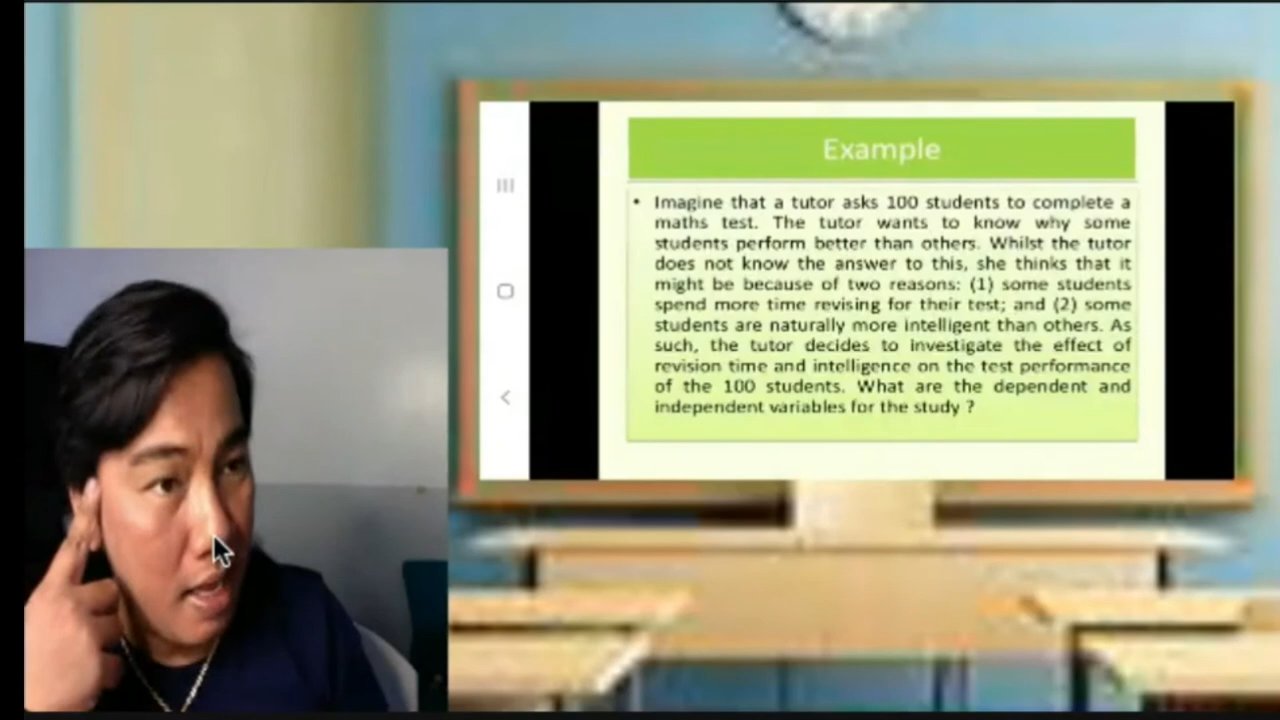 Example
• Imagine that a tutor asks 100 students to complete a
maths test. The tutor wants to know why some
students perform better than others. Whilst the tutor
does not know the answer to this, she thinks that it
might be because of two reasons: (1) some students
spend more time revising for their test; and (2) some
students are naturally more intelligent than others. As
such, the tutor decides to investigate the effect of
revision time and intelligence on the test performance
of the 100 students. What are the dependent and
independent variables for the study ?